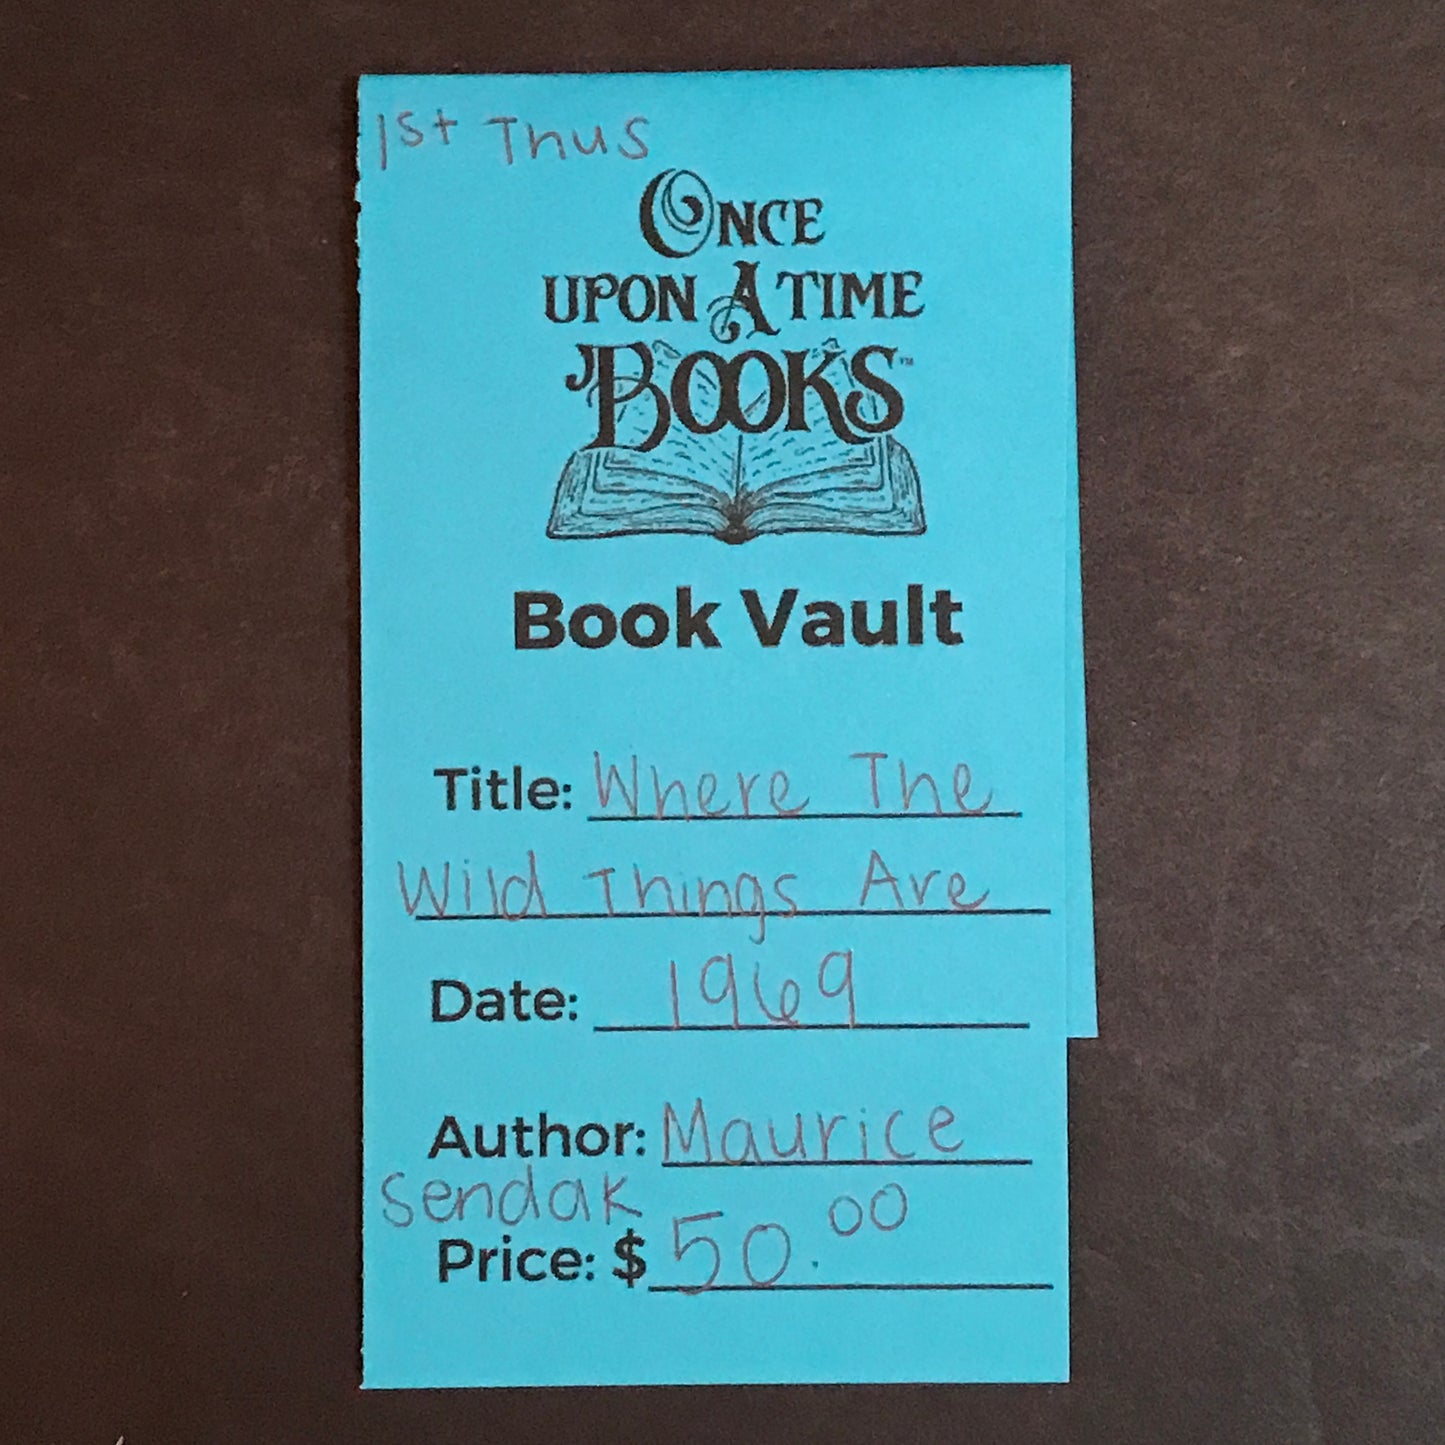 1st Thus
ONCE
UPON A TIME
BOOKS™
Book Vault
Title: Where The
Wild Things Are
Date: 1969
Author: Maurice
Sendak
Price: $50.00